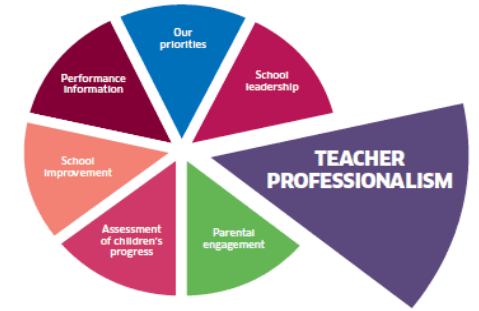 Our
priorities
School
leadership
TEACHER
PROFESSIONALISM
Parental
engagement
Assessment
of children's
progress
School
improvement
Performance
information